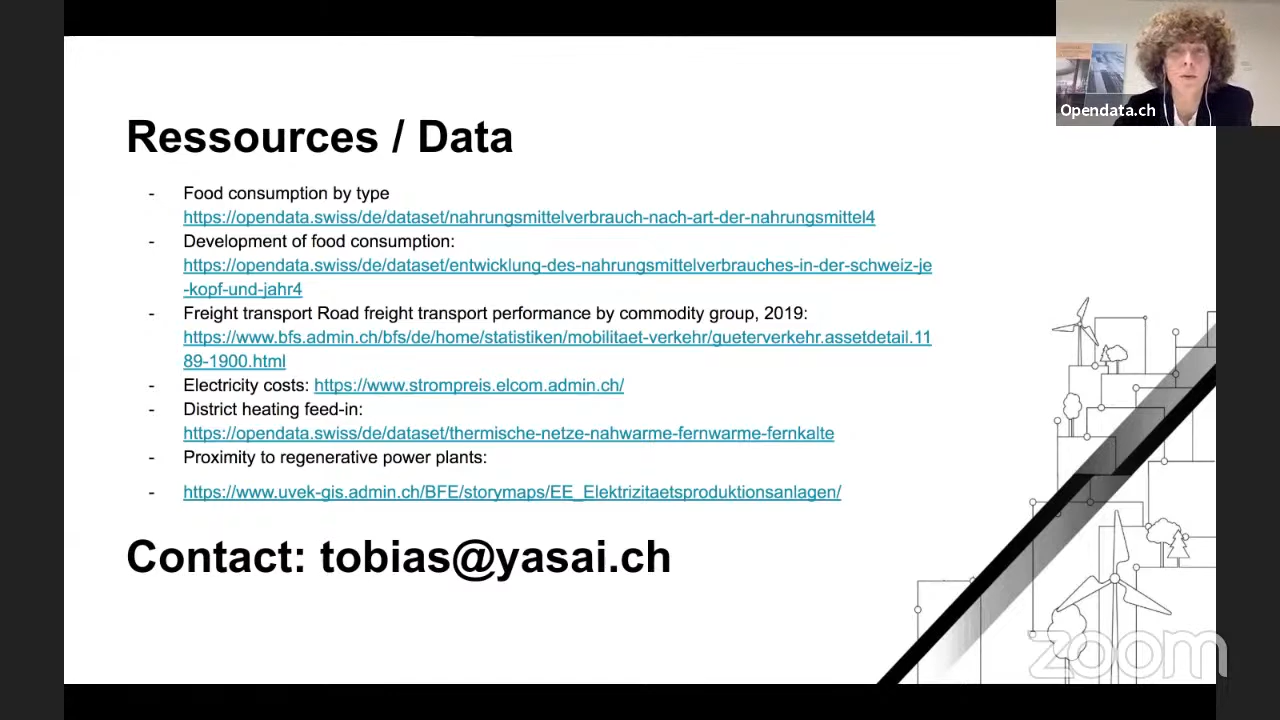 Opendata.ch
Ressources / Data
- Food consumption by type
https://opendata.swiss/de/dataset/nahrungsmittelverbrauch-nach-art-der-nahrungsmittel4
- Development of food consumption:
https://opendata.swiss/de/dataset/entwicklung-des-nahrungsmittelverbrauches-in-der-schweiz-je
-kopf-und-jahr4
- Freight transport Road freight transport performance by commodity group, 2019:
https://www.bfs.admin.ch/bfs/de/home/statistiken/mobilitaet-verkehr/gueterverkehr.assetdetail.11
89-1900.html
- Electricity costs: https://www.strompreis.elcom.admin.ch/
- District heating feed-in:
https://opendata.swiss/de/dataset/thermische-netze-nahwarme-fernwarme-fernkalte
- Proximity to regenerative power plants:
- https://www.uvek-gis.admin.ch/BFE/storymaps/EE_Elektrizitaetsproduktionsanlagen/
Contact: tobias@yasai.ch
zoom